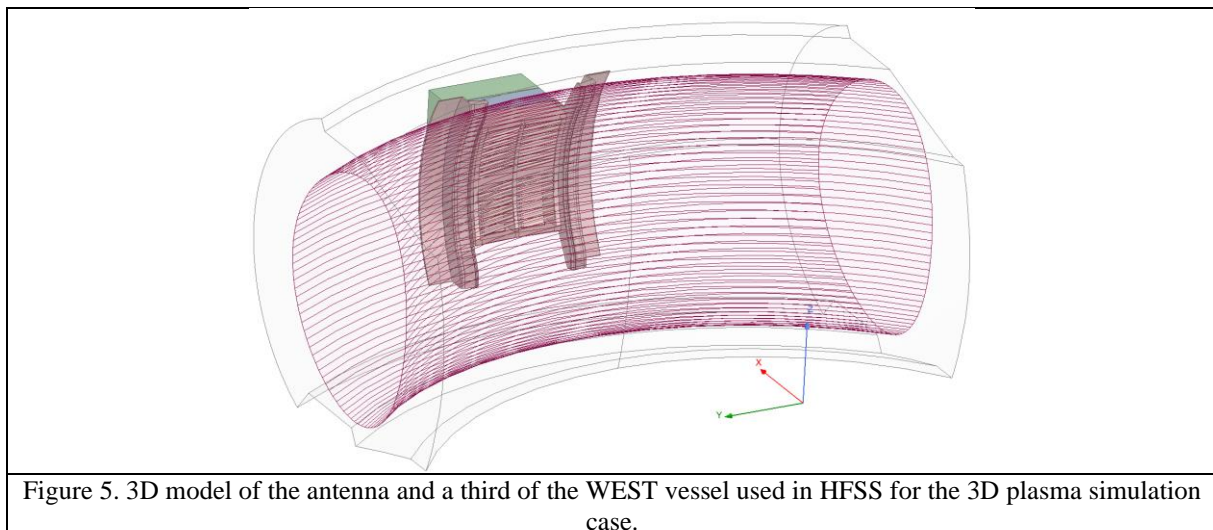 Z
X
Y
Figure 5. 3D model of the antenna and a third of the WEST vessel used in HFSS for the 3D plasma simulation
case.